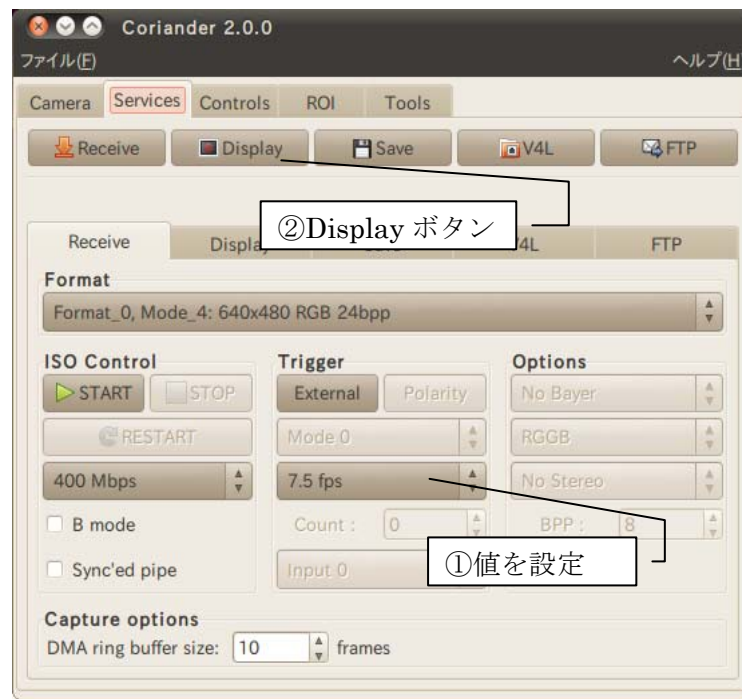 Coriander 2.0.0
ファイル(F) ヘルプ(H
Camera Services Controls ROI Tools
Receive Display Save V4L FTP
②Display ボタン
Receive Displa 4L FTP
Format
Format_0, Mode_4: 640x480 RGB 24bpp
ISO Control Trigger Options
START STOP External Polarity No Bayer
RESTART Mode 0 RGGB
400 Mbps 7.5 fps No Stereo
B mode Count : 0 BPP : 8
①値を設定
Sync'ed pipe Input 0
Capture options
DMA ring buffer size: 10 frames